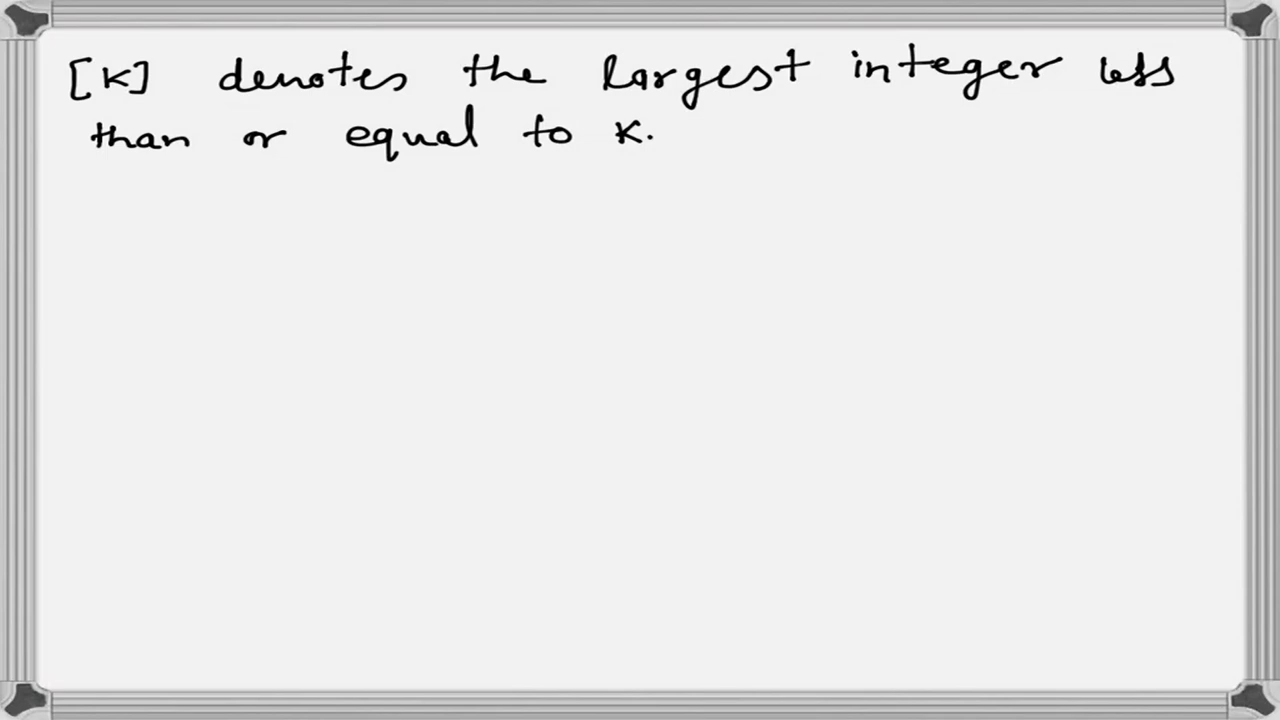 [K] denotes the largest integer less
than or equal to K.